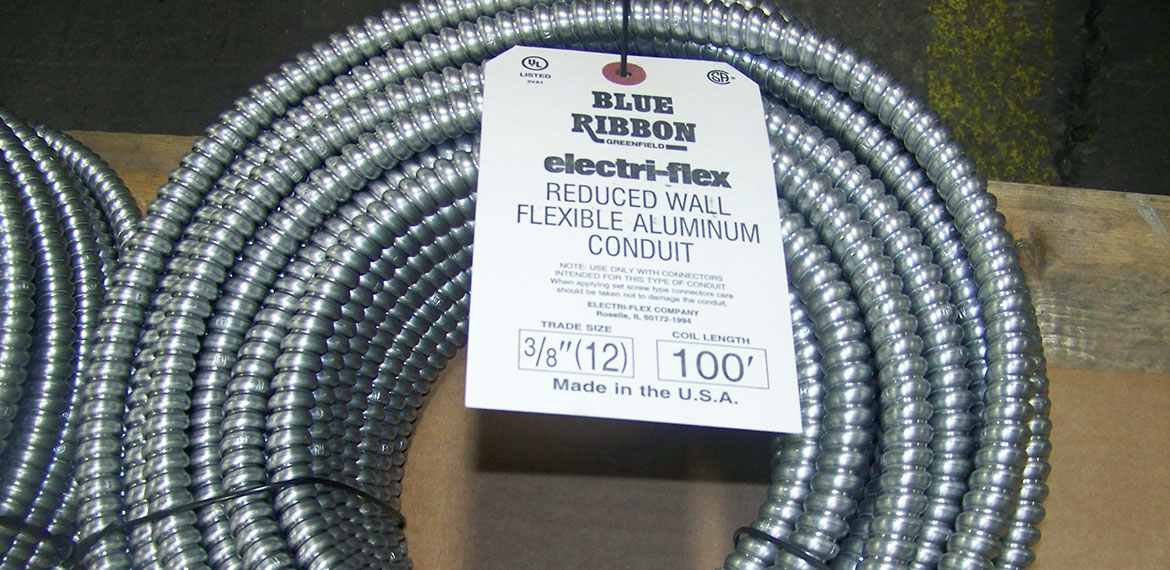 UL
LISTED
3VA1
SA
BLUE
RIBBON
GREENFIELD
electri-flex
REDUCED WALL
FLEXIBLE ALUMINUM
CONDUIT
NOTE: USE ONLY WITH CONNECTORS
INTENDED FOR THIS TYPE OF CONDUIT
When applying set screw type connectors care
should be taken not to damage the conduit.
ELECTRI-FLEX COMPANY
Roselle, IL 60172-1994
TRADE SIZE
3/8"(12)
COIL LENGTH
100'
Made in the U.S.A.